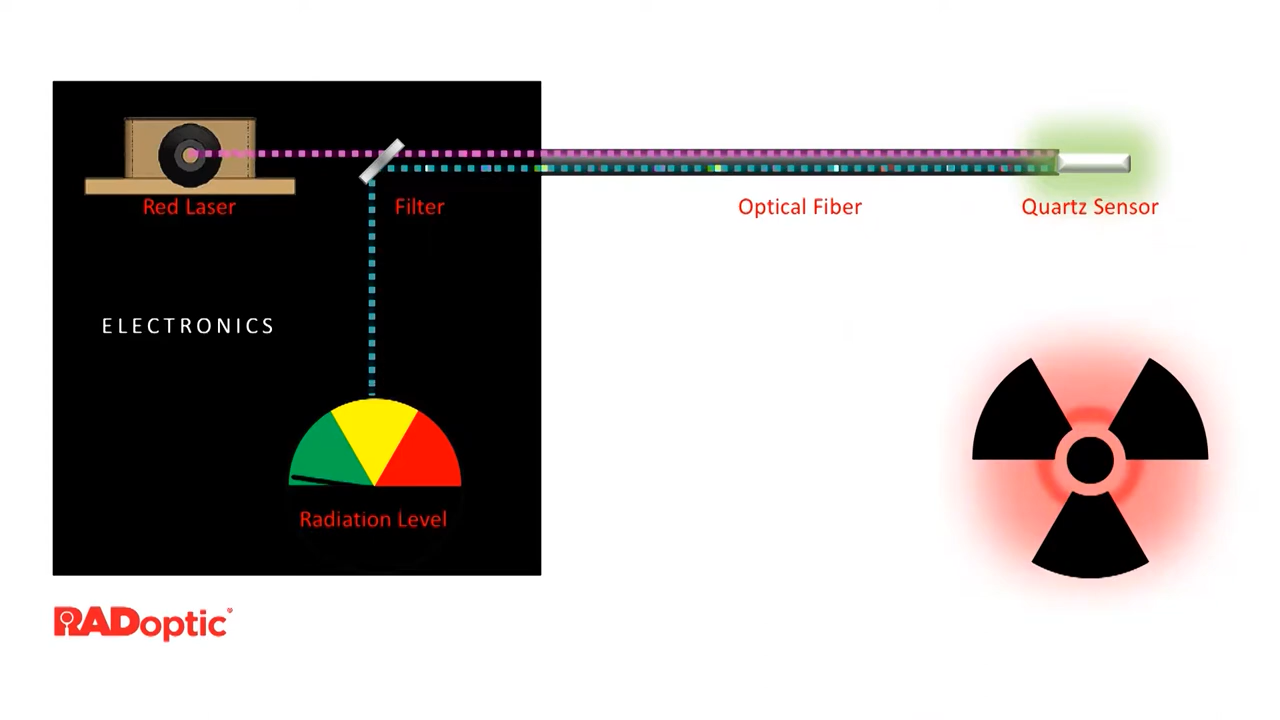 Red Laser
Filter
Optical Fiber
Quartz Sensor
ELECTRONICS
Radiation Level
RADoptic®